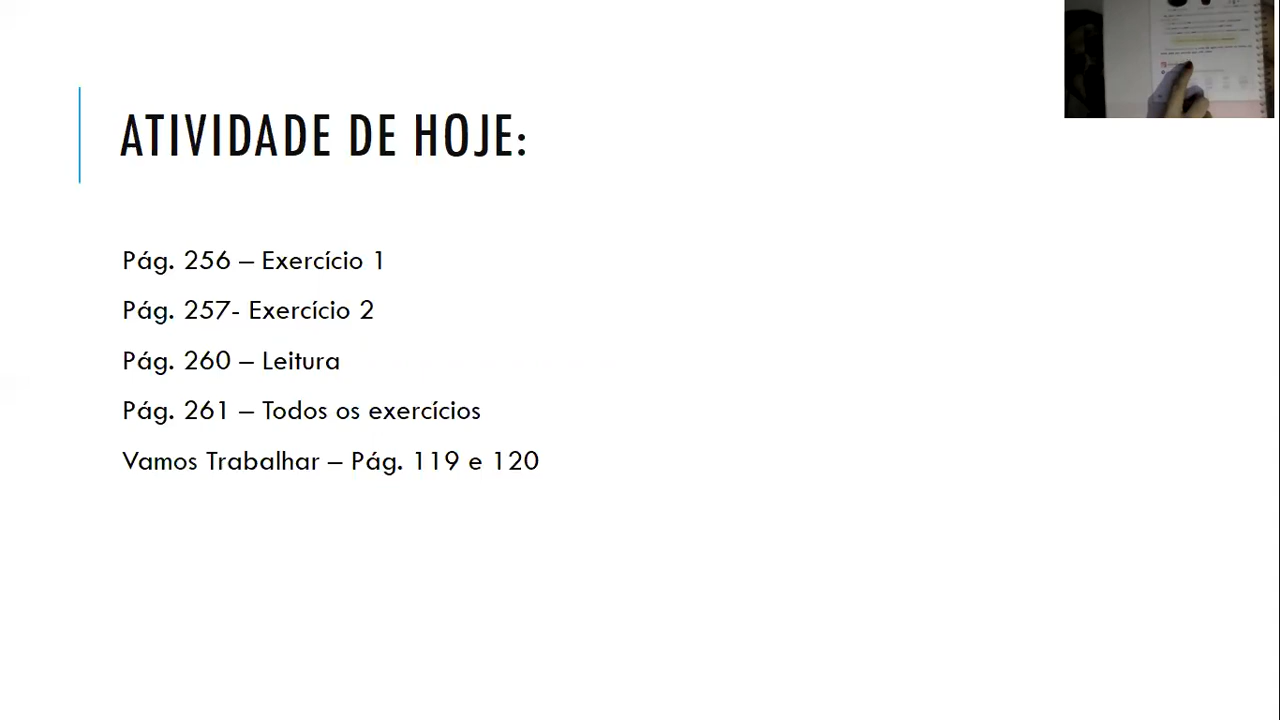 ATIVIDADE DE HOJE:
Pág. 256 – Exercício 1
Pág. 257- Exercício 2
Pág. 260 – Leitura
Pág. 261 – Todos os exercícios
Vamos Trabalhar – Pág. 119 e 120